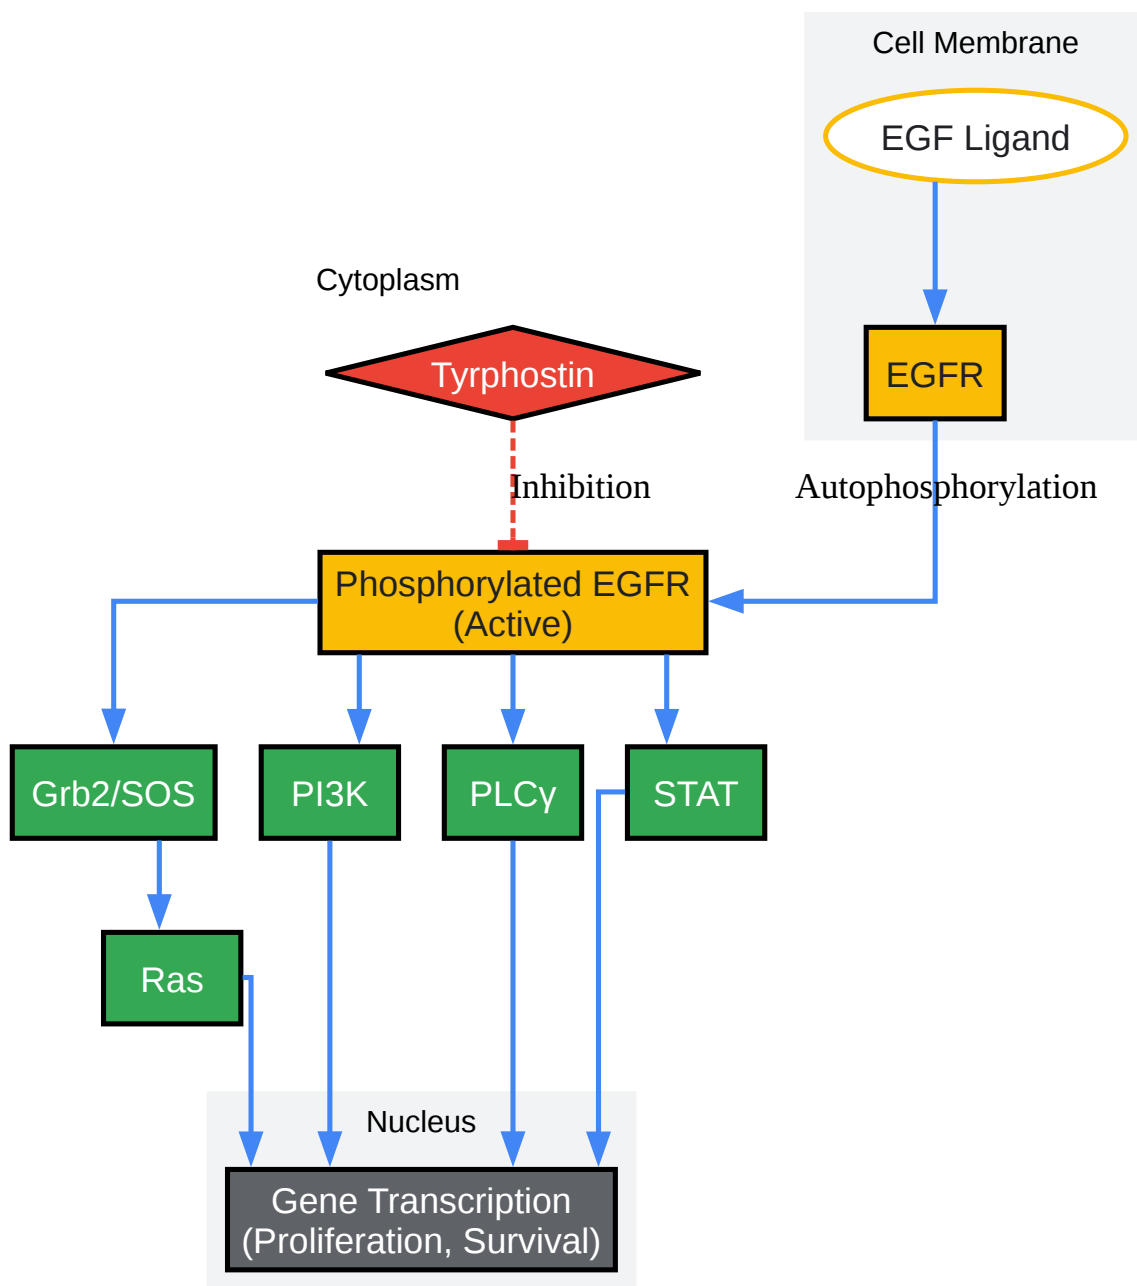 Cell Membrane
EGF Ligand
Cytoplasm
Tyrphostin
EGFR
Inhibition
Autophosphorylation
Phosphorylated EGFR
(Active)
Grb2/SOS
PI3K
PLCγ
STAT
Ras
Nucleus
Gene Transcription
(Proliferation, Survival)